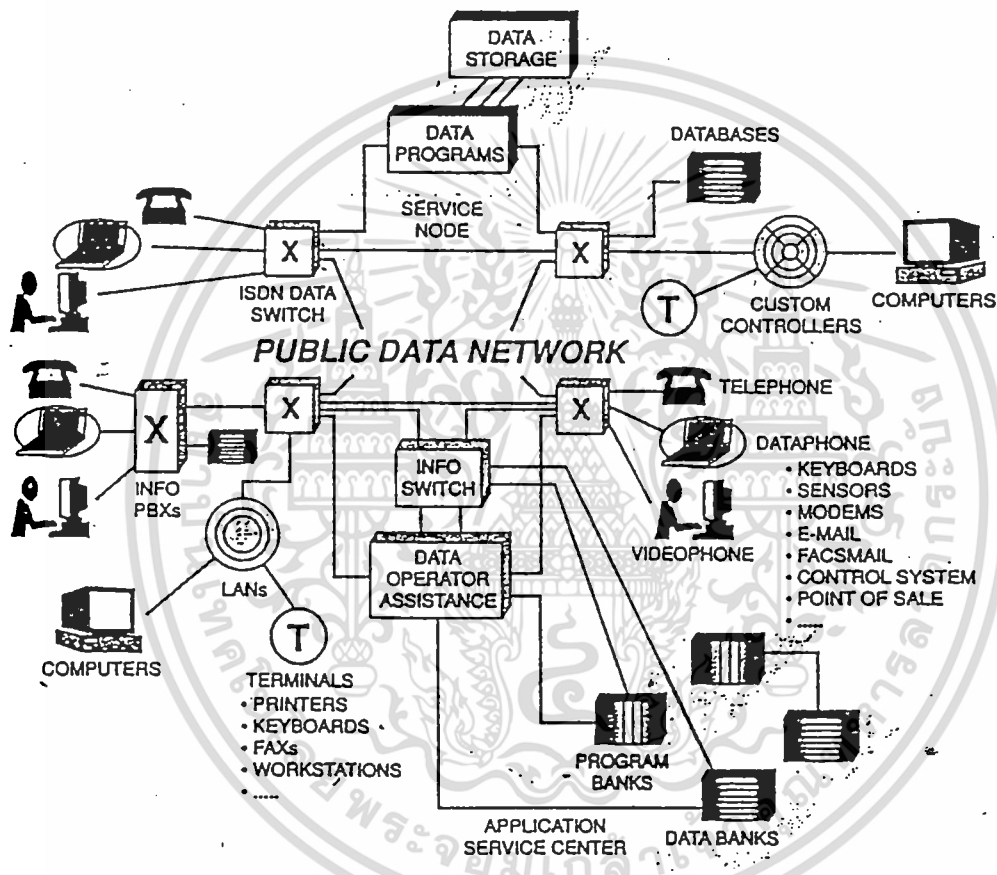 DATA
STORAGE
DATA
PROGRAMS
DATABASES
SERVICE
NODE
X
X
ISDN DATA
SWITCH
T
CUSTOM
CONTROLLERS
COMPUTERS
PUBLIC DATA NETWORK
X
X
X
TELEPHONE
DATAPHONE
• KEYBOARDS
• SENSORS
• MODEMS
• E-MAIL
• FACSMAIL
• CONTROL SYSTEM
• POINT OF SALE
• .....
INFO
PBXs
INFO
SWITCH
VIDEOPHONE
DATA
OPERATOR
ASSISTANCE
LANs
COMPUTERS
T
TERMINALS
• PRINTERS
• KEYBOARDS
• FAXs
• WORKSTATIONS
• .....
PROGRAM
BANKS
APPLICATION
SERVICE CENTER
DATA BANKS